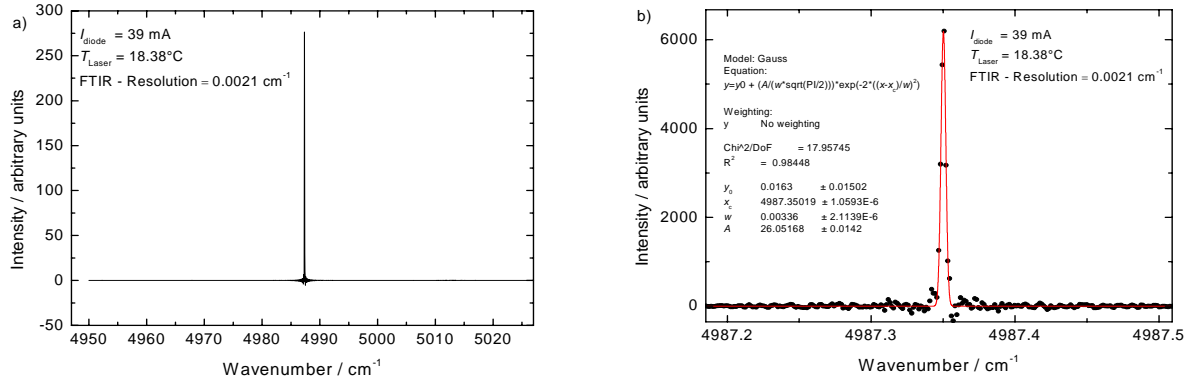 a)
I_diode = 39 mA
T_Laser = 18.38°C
FTIR - Resolution = 0.0021 cm⁻¹
300
250
200
150
100
50
0
-50
4950 4960 4970 4980 4990 5000 5010 5020
Intensity / arbitrary units
Wavenumber / cm⁻¹
b)
I_diode = 39 mA
T_Laser = 18.38°C
FTIR - Resolution = 0.0021 cm⁻¹
Model: Gauss
Equation:
y=y0 + (A/(w*sqrt(PI/2)))*exp(-2*((x-x_c)/w)²)
Weighting:
y No weighting
Chi^2/DoF = 17.95745
R² = 0.98448
y₀ 0.0163 ± 0.01502
x_c 4987.35019 ± 1.0593E-6
w 0.00336 ± 2.1139E-6
A 26.05168 ± 0.0142
6000
4000
2000
0
4987.2 4987.3 4987.4 4987.5
Intensity / arbitrary units
Wavenumber / cm⁻¹